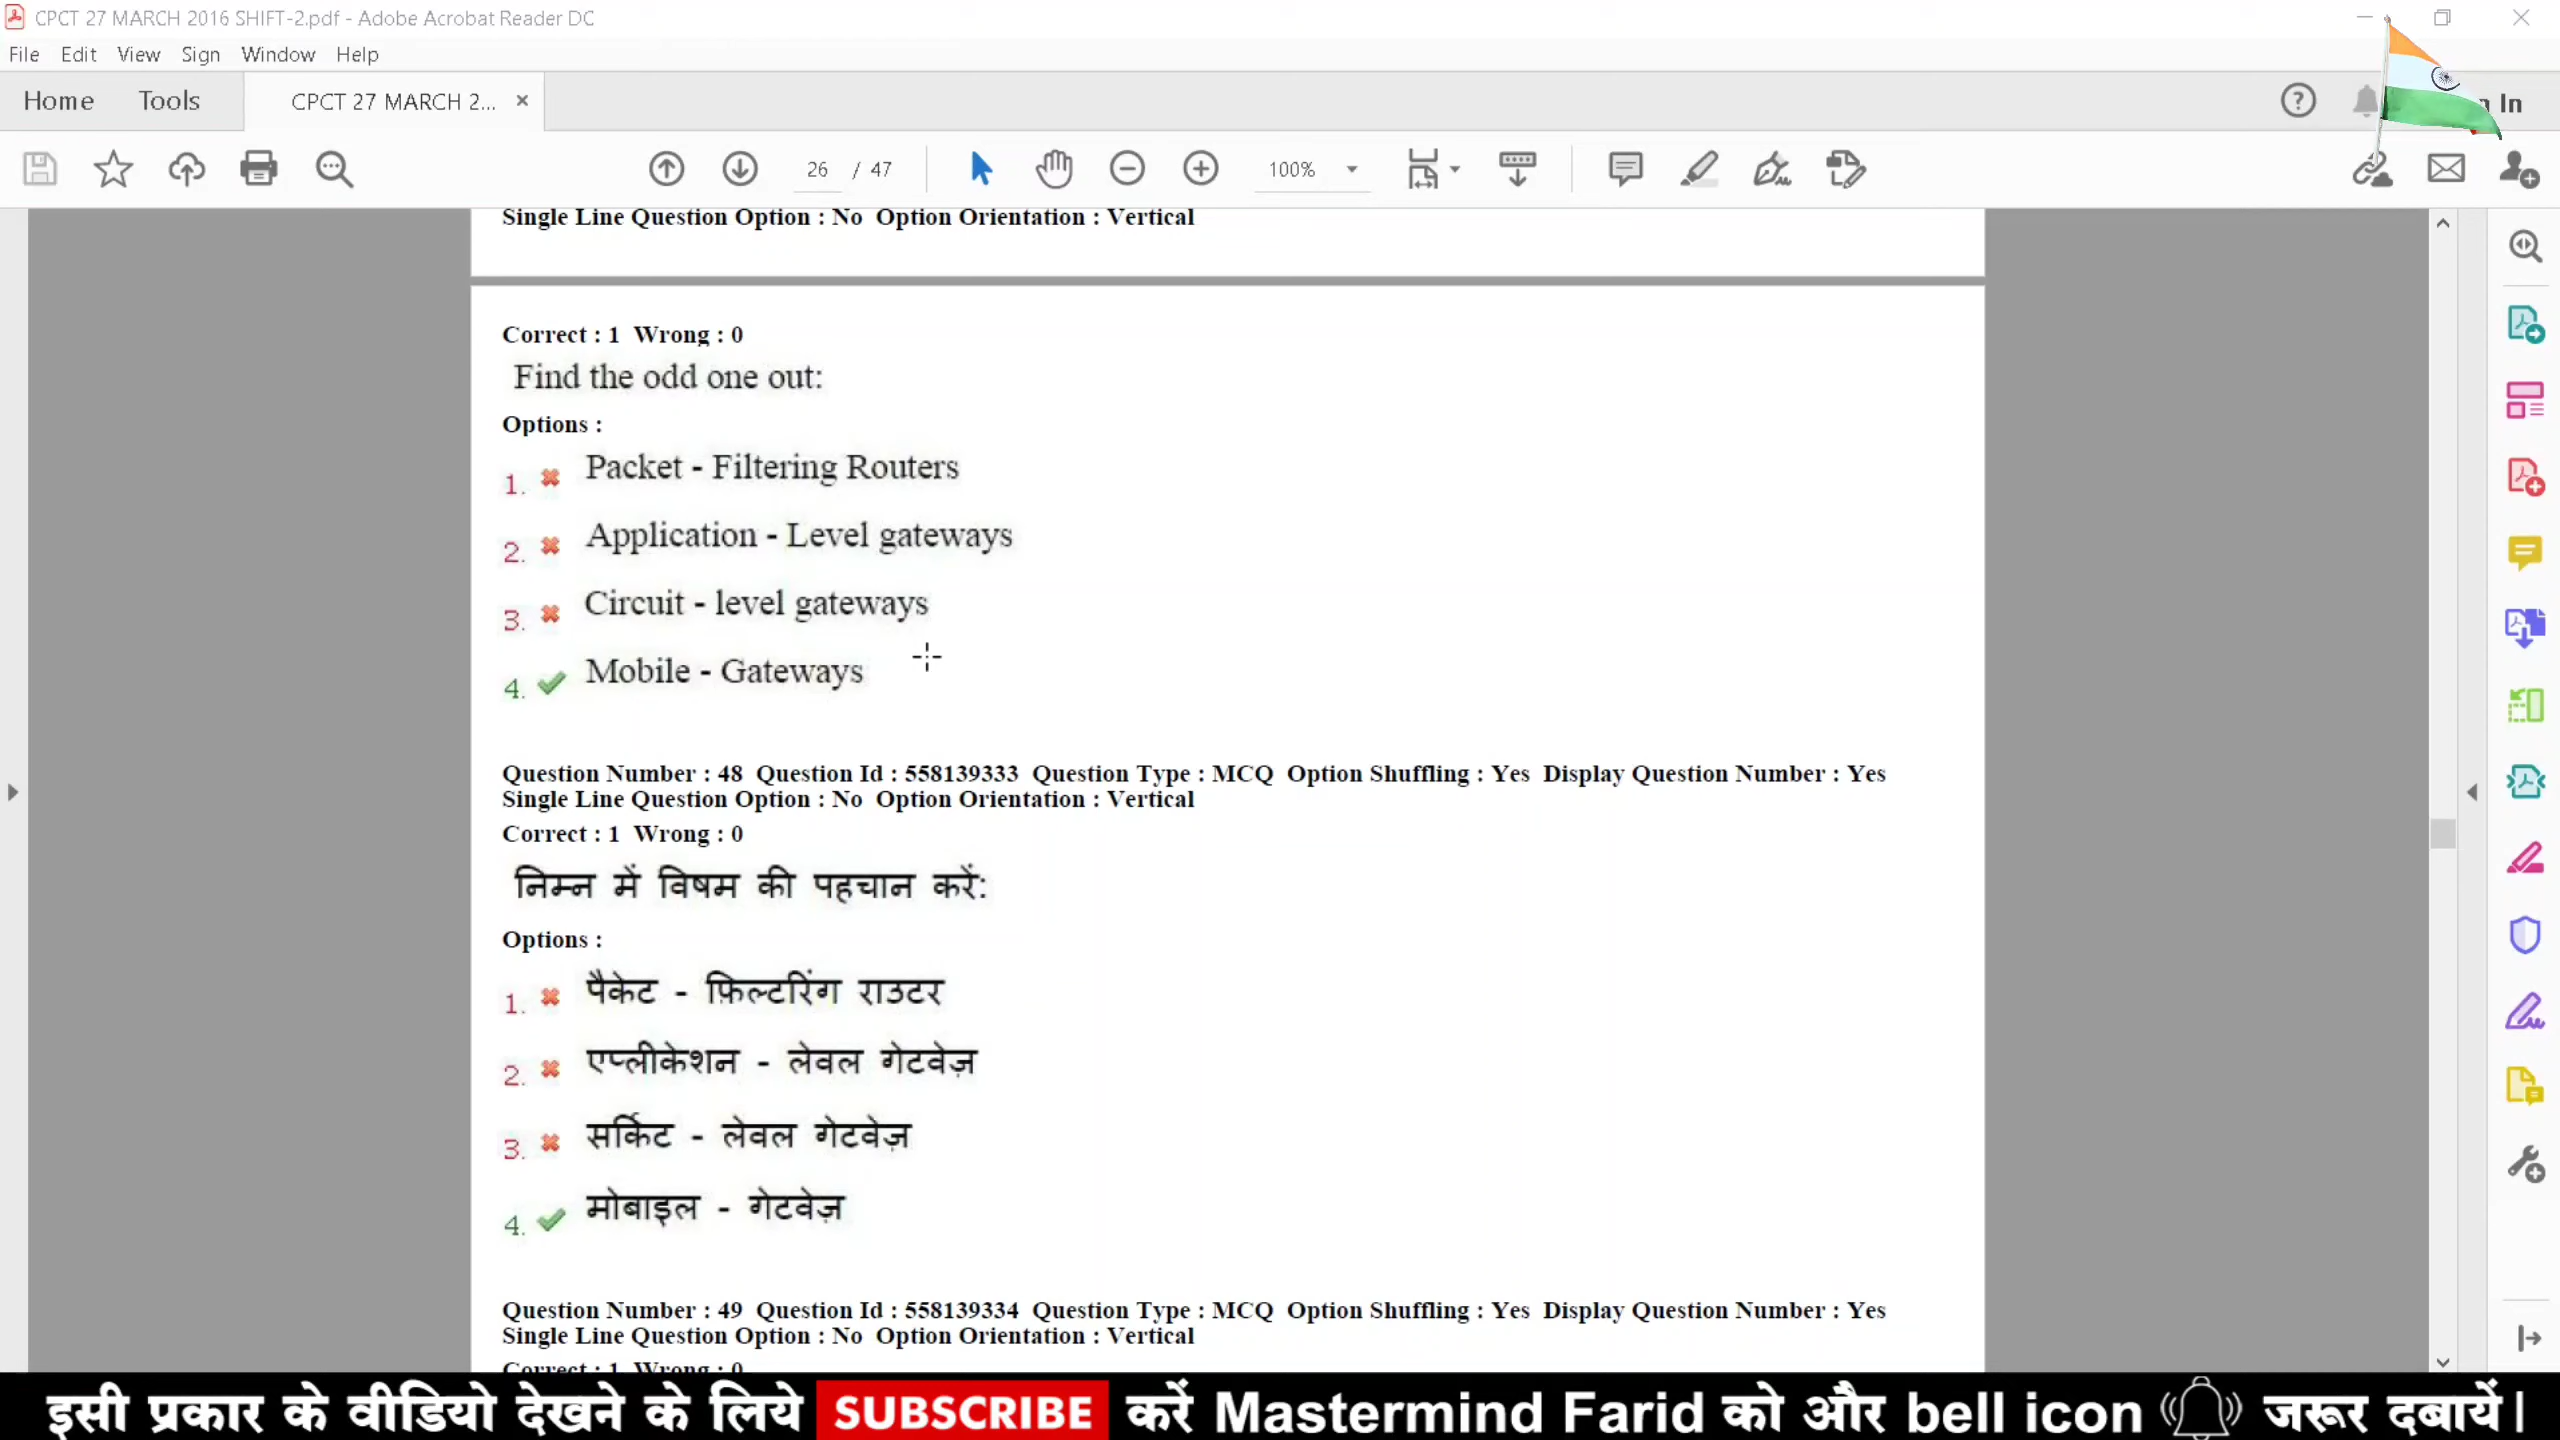 CPCT 27 MARCH 2016 SHIFT-2.pdf - Adobe Acrobat Reader DC
File Edit View Sign Window Help
Home Tools CPCT 27 MARCH 2... In
26 / 47 100%
Single Line Question Option : No Option Orientation : Vertical
Correct : 1 Wrong : 0
Find the odd one out:
Options :
1. Packet - Filtering Routers
2. Application - Level gateways
3. Circuit - level gateways
4. Mobile - Gateways
Question Number : 48 Question Id : 558139333 Question Type : MCQ Option Shuffling : Yes Display Question Number : Yes
Single Line Question Option : No Option Orientation : Vertical
Correct : 1 Wrong : 0
निम्न में विषम की पहचान करें:
Options :
1. पैकेट - फ़िल्टरिंग राउटर
2. एप्लीकेशन - लेवल गेटवेज़
3. सर्किट - लेवल गेटवेज़
4. मोबाइल - गेटवेज़
Question Number : 49 Question Id : 558139334 Question Type : MCQ Option Shuffling : Yes Display Question Number : Yes
Single Line Question Option : No Option Orientation : Vertical
Correct : 1 Wrong : 0
इसी प्रकार के वीडियो देखने के लिये SUBSCRIBE करें Mastermind Farid को और bell icon जरूर दबायें|